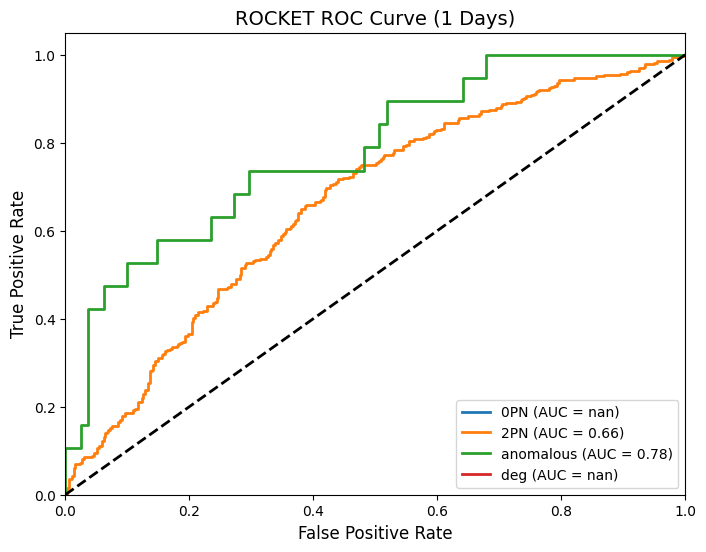 ROCKET ROC Curve (1 Days)
True Positive Rate
1.0
0.8
0.6
0.4
0.2
0.0
0PN (AUC = nan)
2PN (AUC = 0.66)
anomalous (AUC = 0.78)
deg (AUC = nan)
0.0 0.2 0.4 0.6 0.8 1.0
False Positive Rate